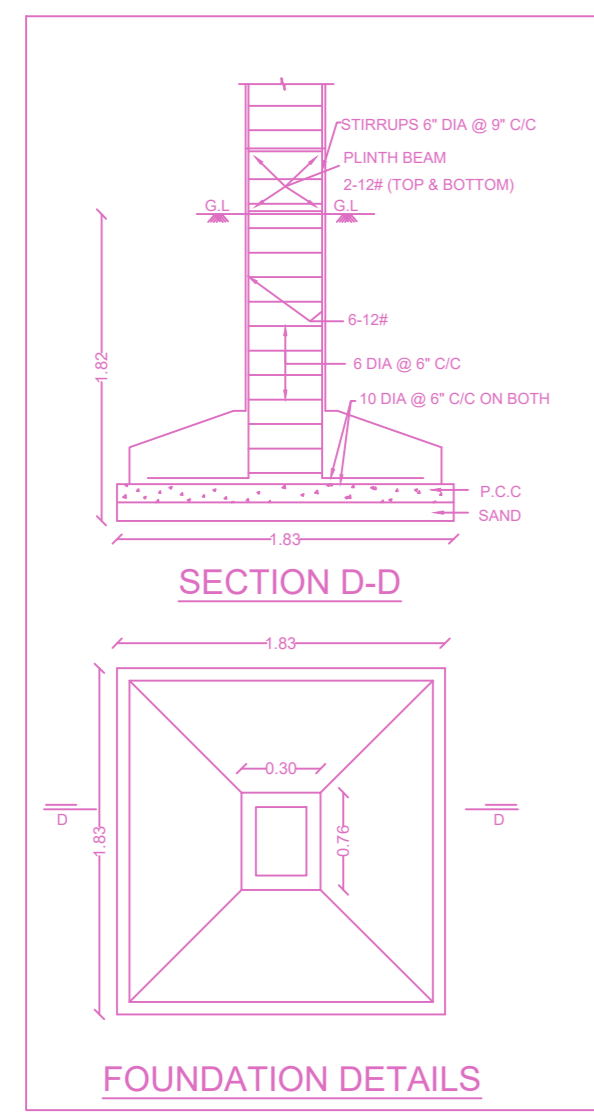 STIRRUPS 6" DIA @ 9" C/C
PLINTH BEAM
2-12# (TOP & BOTTOM)
G.L
G.L
6-12#
1.82
6 DIA @ 6" C/C
10 DIA @ 6" C/C ON BOTH
P.C.C
SAND
1.83
SECTION D-D
1.83
0.30
D
D
1.83
0.76
FOUNDATION DETAILS